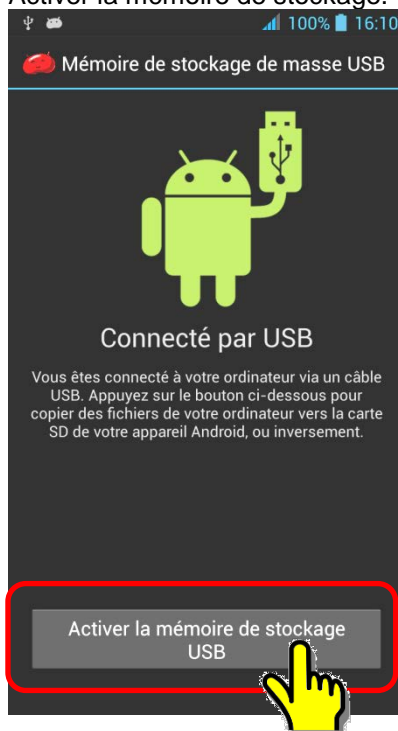 Activer la mémoire de stockage.
100% 16:10
Mémoire de stockage de masse USB
Connecté par USB
Vous êtes connecté à votre ordinateur via un câble
USB. Appuyez sur le bouton ci-dessous pour
copier des fichiers de votre ordinateur vers la carte
SD de votre appareil Android, ou inversement.
Activer la mémoire de stockage
USB